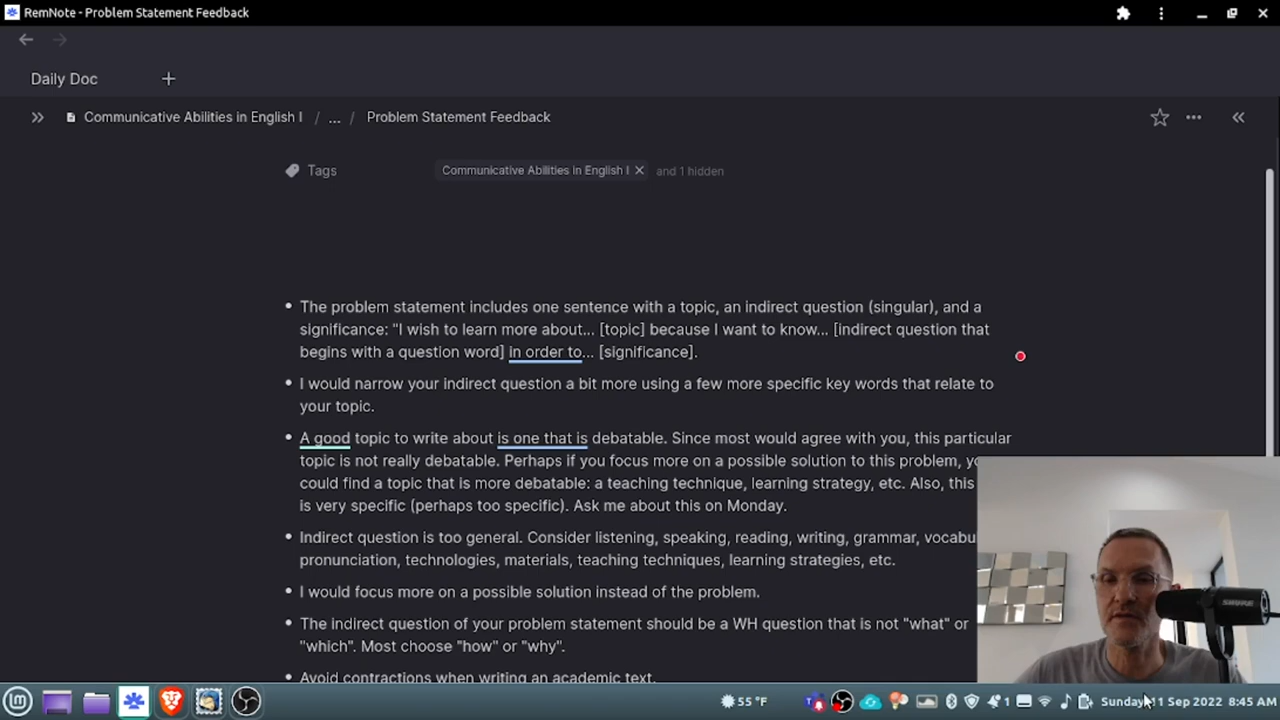 RemNote - Problem Statement Feedback
Daily Doc
Communicative Abilities in English I / ... / Problem Statement Feedback
Tags Communicative Abilities in English I and 1 hidden
The problem statement includes one sentence with a topic, an indirect question (singular), and a
significance: "I wish to learn more about... [topic] because I want to know... [indirect question that
begins with a question word] in order to... [significance].
I would narrow your indirect question a bit more using a few more specific key words that relate to
your topic.
A good topic to write about is one that is debatable. Since most would agree with you, this particular
topic is not really debatable. Perhaps if you focus more on a possible solution to this problem,
could find a topic that is more debatable: a teaching technique, learning strategy, etc. Also, this
is very specific (perhaps too specific). Ask me about this on Monday.
Indirect question is too general. Consider listening, speaking, reading, writing, grammar,
pronunciation, technologies, materials, teaching techniques, learning strategies, etc.
I would focus more on a possible solution instead of the problem.
The indirect question of your problem statement should be a WH question that is not "what" or
"which". Most choose "how" or "why".
Avoid contractions when writing an academic text.
SHURE
55 °F 1 Sunday, 11 Sep 2022 8:45 AM